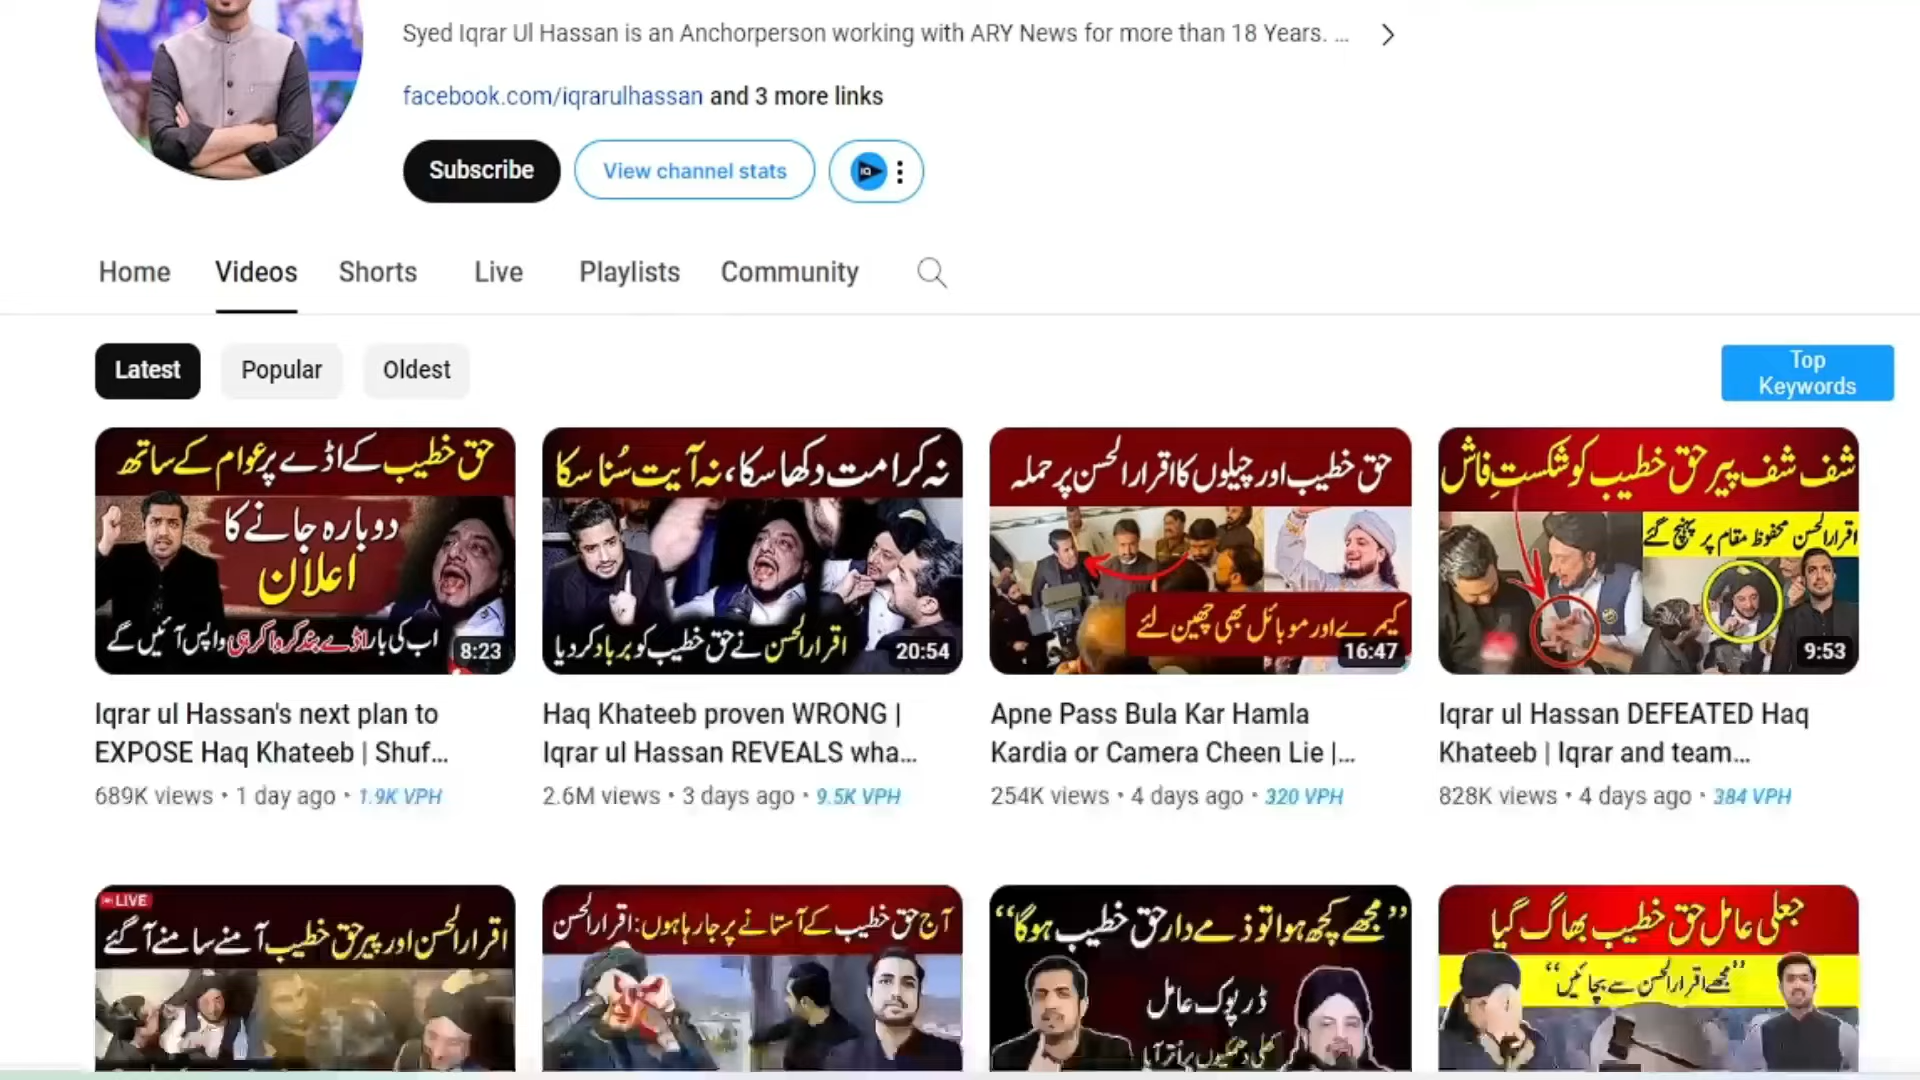 Syed Iqrar Ul Hassan is an Anchorperson working with ARY News for more than 18 Years. ...
facebook.com/iqrarulhassan and 3 more links
Subscribe
View channel stats
IQ
Home Videos Shorts Live Playlists Community
Latest Popular Oldest
Top
Keywords
حق خطیب کے اڈے پر عوام کے ساتھ
دوبارہ جانے کا
اعلان
اب کی بار اڈے بند کروا کر ہی واپس آئیں گے
8:23
نہ کرامت دکھا سکا، نہ آیت سُنا سکا
اقرارالحسن نے حق خطیب کو برباد کر دیا
20:54
حق خطیب اور چیلوں کا اقرارالحسن پر حملہ
کیمرے اور موبائل بھی چھین لئے
16:47
شف شف پیر حق خطیب کو شکستِ فاش
اقرارالحسن محفوظ مقام پر پہنچ گئے
9:53
Iqrar ul Hassan's next plan to
EXPOSE Haq Khateeb | Shuf...
689K views • 1 day ago • 1.9K VPH
Haq Khateeb proven WRONG |
Iqrar ul Hassan REVEALS wha...
2.6M views • 3 days ago • 9.5K VPH
Apne Pass Bula Kar Hamla
Kardia or Camera Cheen Lie |...
254K views • 4 days ago • 320 VPH
Iqrar ul Hassan DEFEATED Haq
Khateeb | Iqrar and team...
828K views • 4 days ago • 384 VPH
LIVE
اقرارالحسن اور پیر حق خطیب آمنے سامنے آ گئے
آج حق خطیب کے آستانے پر جا رہا ہوں: اقرارالحسن
”مجھے کچھ ہوا تو ذمے دار حق خطیب ہوگا“
ڈرپوک عامل
کھلی دھمکیوں پر اُتر آیا
جعلی عامل حق خطیب بھاگ گیا
”مجھے اقرارالحسن سے بچائیں“